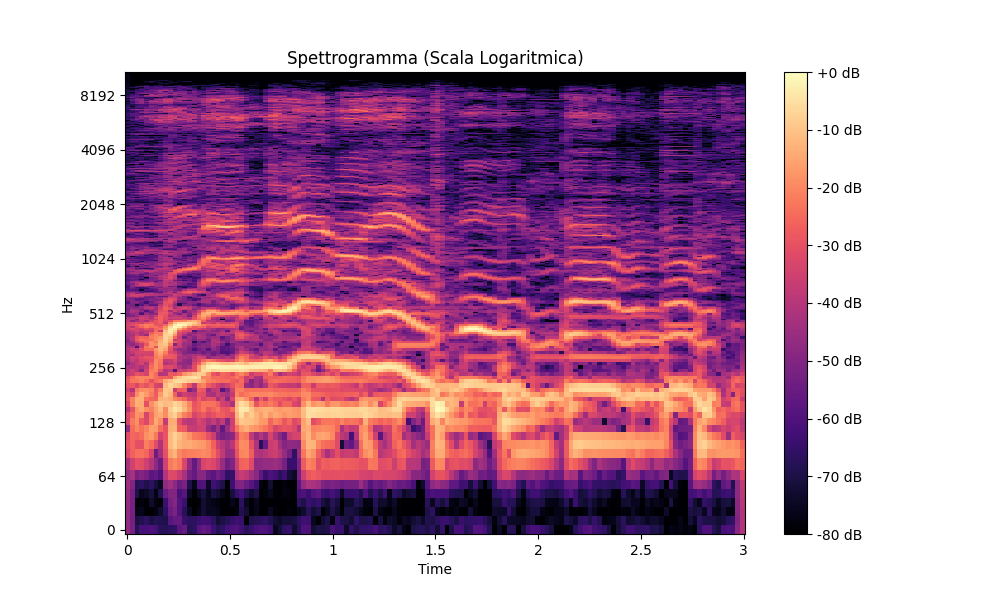 Spettrogramma (Scala Logaritmica)
Hz
8192
4096
2048
1024
512
256
128
64
0
0 0.5 1 1.5 2 2.5 3
Time
+0 dB
-10 dB
-20 dB
-30 dB
-40 dB
-50 dB
-60 dB
-70 dB
-80 dB